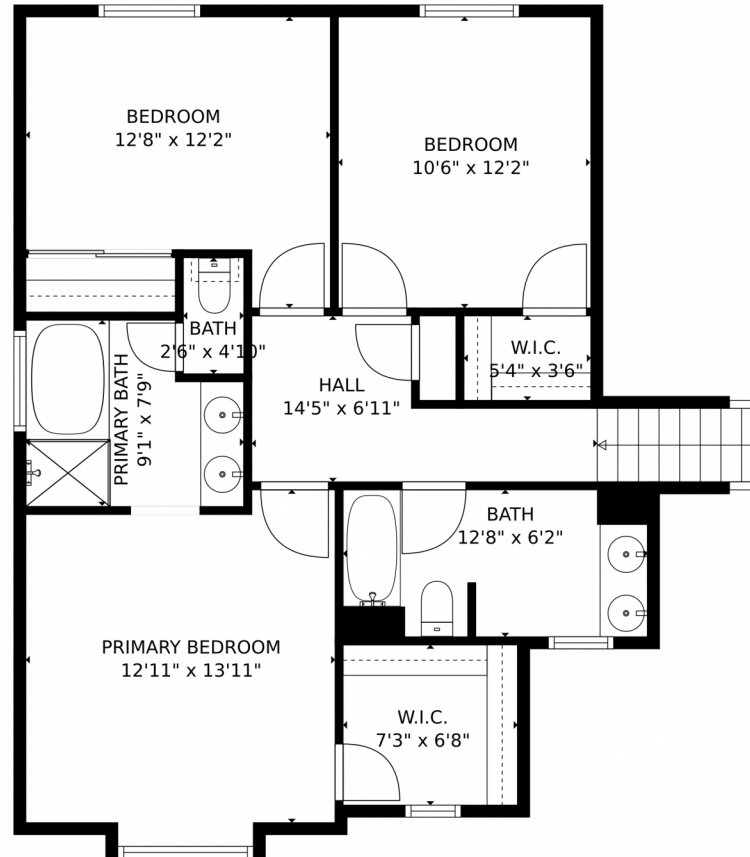 BEDROOM
12'8" x 12'2"
BEDROOM
10'6" x 12'2"
BATH
2'6" x 4'10"
W.I.C.
5'4" x 3'6"
PRIMARY BATH
9'1" x 7'9"
HALL
14'5" x 6'11"
BATH
12'8" x 6'2"
PRIMARY BEDROOM
12'11" x 13'11"
W.I.C.
7'3" x 6'8"